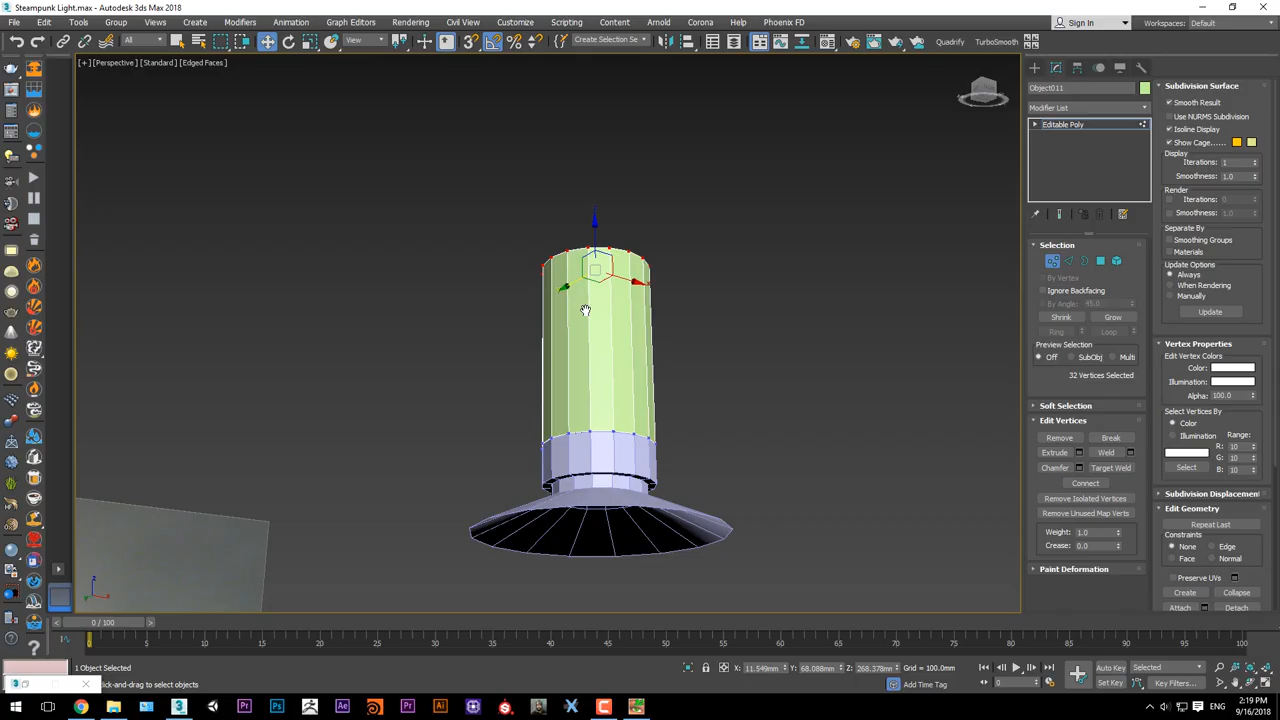 Steampunk Light.max - Autodesk 3ds Max 2018
File Edit Tools Group Views Create Modifiers Animation Graph Editors Rendering Civil View Customize Scripting Content Arnold Corona Help Phoenix FD
Sign In
Workspaces: Default
All
View
Create Selection Se
Quadrify
TurboSmooth
[+] [Perspective] [Standard] [Edged Faces]
Object011
Modifier List
Editable Poly
Selection
By Vertex
Ignore Backfacing
By Angle: 45.0
Shrink Grow
Ring Loop
Preview Selection
Off SubObj Multi
32 Vertices Selected
Soft Selection
Edit Vertices
Remove Break
Extrude Weld
Chamfer Target Weld
Connect
Remove Isolated Vertices
Remove Unused Map Verts
Weight: 1.0
Crease: 0.0
Paint Deformation
Subdivision Surface
Smooth Result
Use NURMS Subdivision
Isoline Display
Show Cage......
Display
Iterations: 1
Smoothness: 1.0
Render
Iterations: 0
Smoothness: 1.0
Separate By
Smoothing Groups
Materials
Update Options
Always
When Rendering
Manually
Update
Vertex Properties
Edit Vertex Colors
Color:
Illumination:
Alpha: 100.0
Select Vertices By
Color
Illumination Range:
R: 10
G: 10
B: 10
Select
Subdivision Displacement
Edit Geometry
Repeat Last
Constraints
None Edge
Face Normal
Preserve UVs
Create Collapse
Attach Detach
0 / 100
0 5 10 15 20 25 30 35 40 45 50 55 60 65 70 75 80 85 90 95 100
1 Object Selected
click-and-drag to select objects
X: 11.549mm Y: 68.088mm Z: 268.378mm Grid = 100.0mm
Add Time Tag
Auto Key Selected
Set Key Key Filters...
0
ENG
2:19 PM
9/16/2018